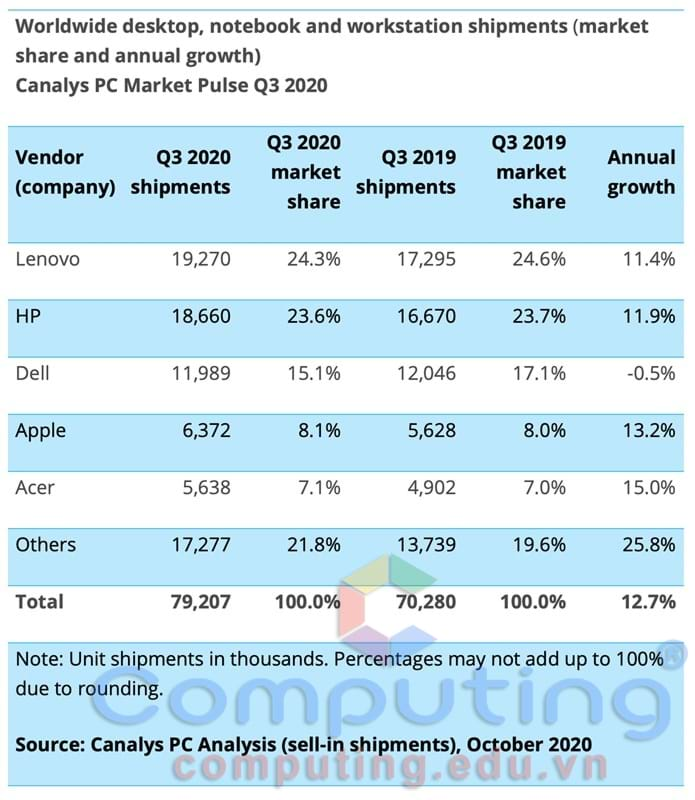 Worldwide desktop, notebook and workstation shipments (market
share and annual growth)
Canalys PC Market Pulse Q3 2020
Vendor (company) Q3 2020 shipments Q3 2020 market share Q3 2019 shipments Q3 2019 market share Annual growth
Lenovo 19,270 24.3% 17,295 24.6% 11.4%
HP 18,660 23.6% 16,670 23.7% 11.9%
Dell 11,989 15.1% 12,046 17.1% -0.5%
Apple 6,372 8.1% 5,628 8.0% 13.2%
Acer 5,638 7.1% 4,902 7.0% 15.0%
Others 17,277 21.8% 13,739 19.6% 25.8%
Total 79,207 100.0% 70,280 100.0% 12.7%
Note: Unit shipments in thousands. Percentages may not add up to 100%
due to rounding.
Computing®
Source: Canalys PC Analysis (sell-in shipments), October 2020
computing.edu.vn